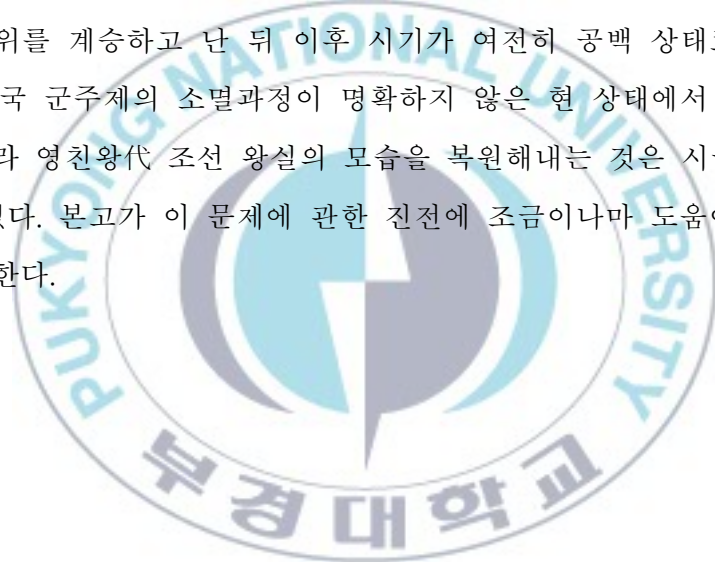 위를 계승하고 난 뒤 이후 시기가 여전히 공백 상태
국 군주제의 소멸과정이 명확하지 않은 현 상태에서
라 영친왕代 조선 왕실의 모습을 복원해내는 것은
있다. 본고가 이 문제에 관한 진전에 조금이나마
한다.
PUKYONG NATIONAL UNIVERSITY
부경대학교